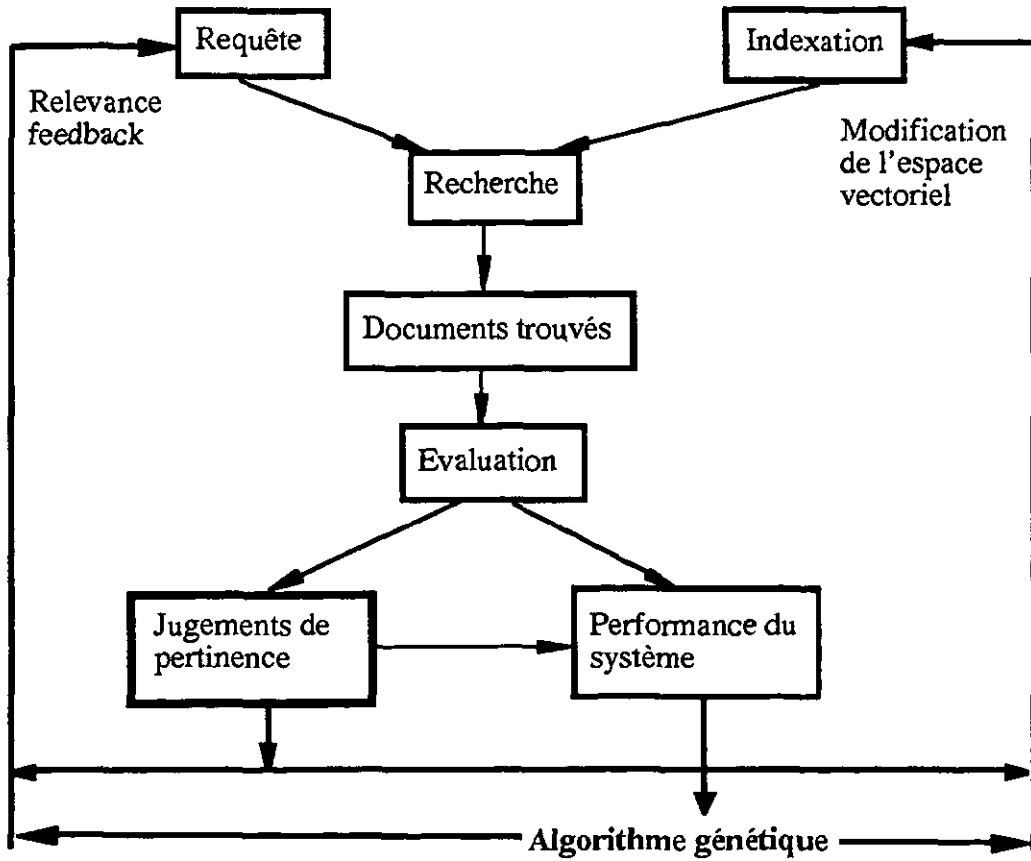 Requête
Indexation
Relevance
feedback
Modification
de l'espace
vectoriel
Recherche
Documents trouvés
Evaluation
Jugements de
pertinence
Performance du
système
Algorithme génétique